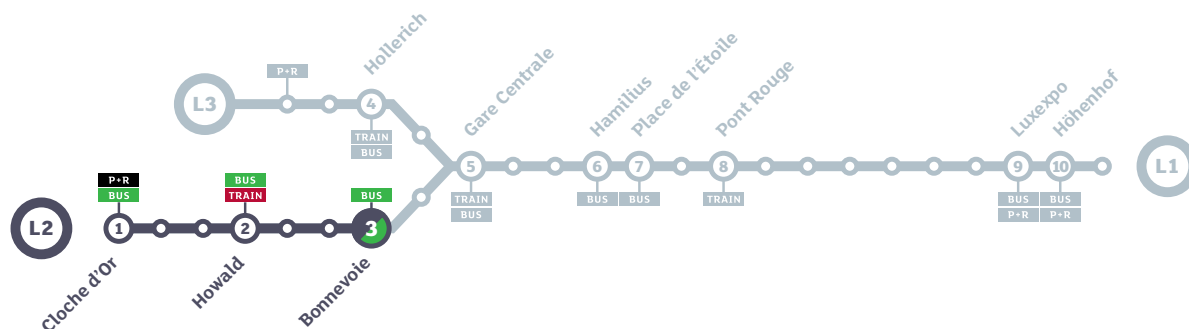 Hollerich
P+R
L3
4
TRAIN
BUS
Gare Centrale
5
TRAIN
BUS
Hamilius
6
BUS
Place de l'Étoile
7
BUS
Pont Rouge
8
TRAIN
Luxexpo
9
BUS
P+R
Höhenhof
10
BUS
P+R
L1
L2
P+R
BUS
1
Cloche d'Or
BUS
TRAIN
2
Howald
BUS
3
Bonnevoie